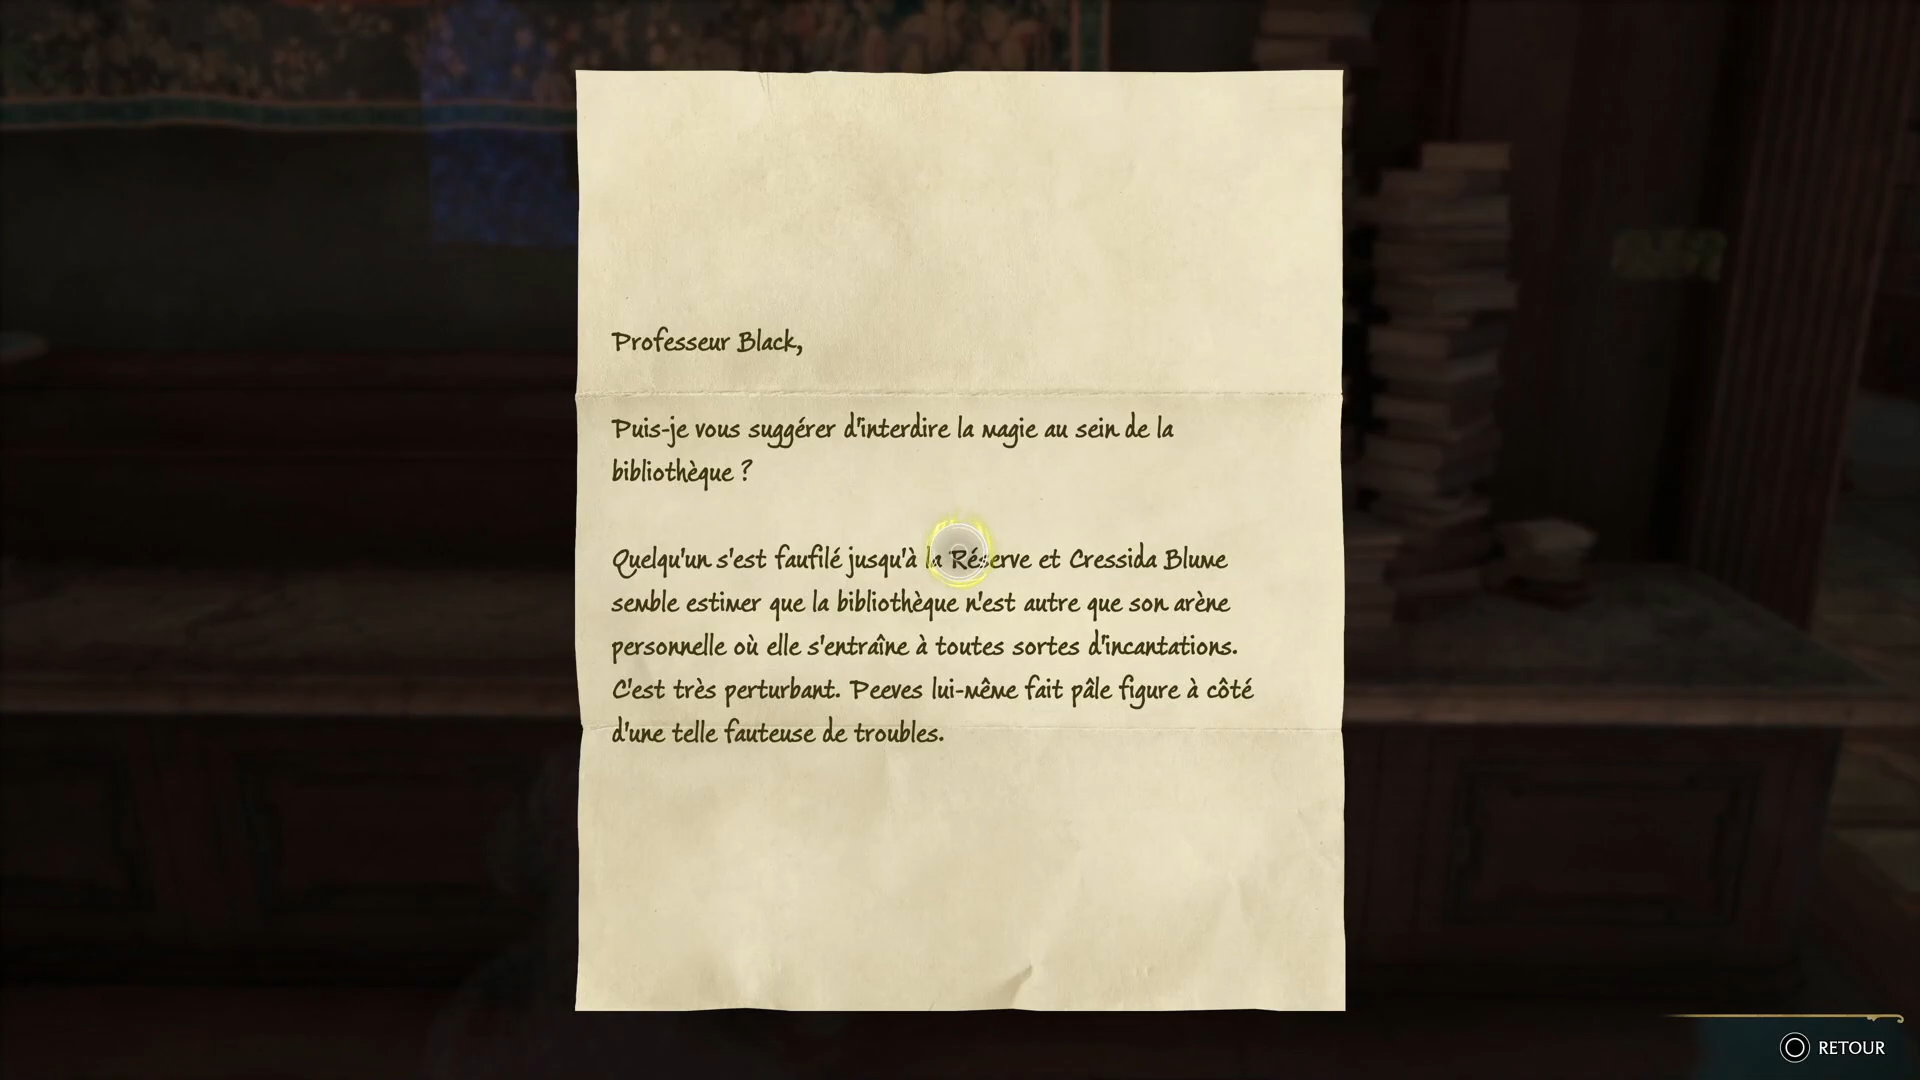 Professeur Black,
Puis-je vous suggérer d'interdire la magie au sein de la
bibliothèque ?
Quelqu'un s'est faufilé jusqu'à la Réserve et Cressida Blume
semble estimer que la bibliothèque n'est autre que son arène
personnelle où elle s'entraîne à toutes sortes d'incantations.
C'est très perturbant. Peeves lui-même fait pâle figure à côté
d'une telle fauteuse de troubles.
RETOUR